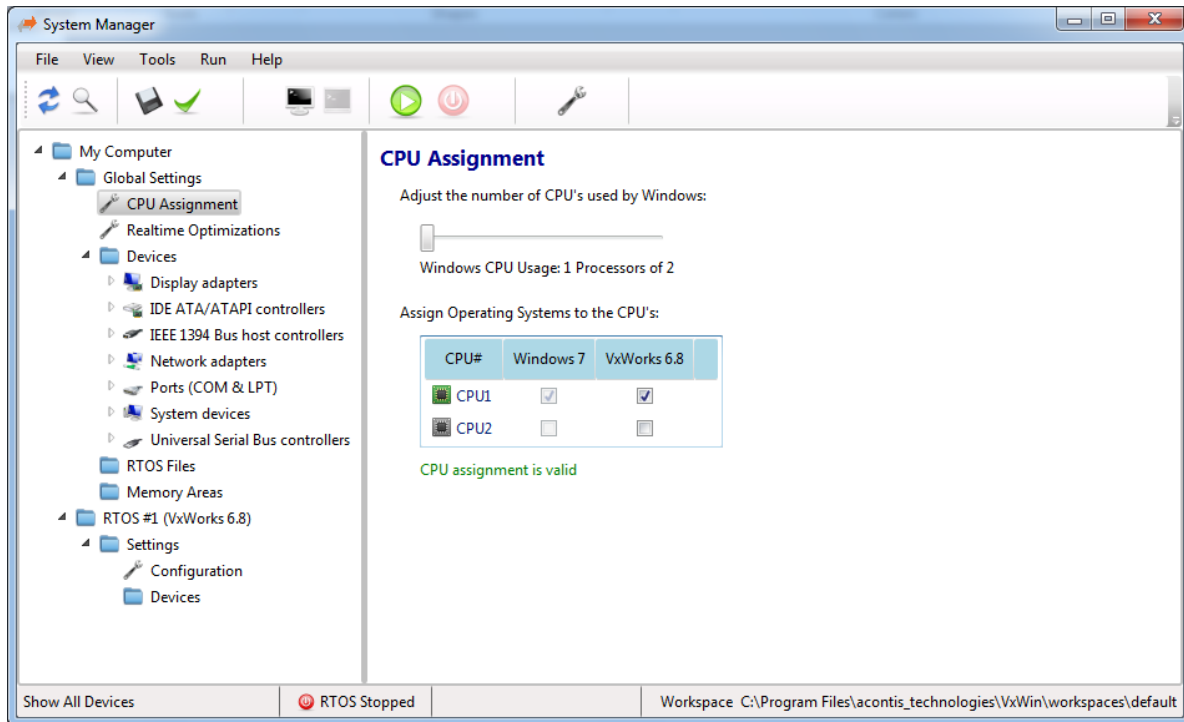 System Manager
File View Tools Run Help
My Computer
Global Settings
CPU Assignment
Realtime Optimizations
Devices
Display adapters
IDE ATA/ATAPI controllers
IEEE 1394 Bus host controllers
Network adapters
Ports (COM & LPT)
System devices
Universal Serial Bus controllers
RTOS Files
Memory Areas
RTOS #1 (VxWorks 6.8)
Settings
Configuration
Devices
CPU Assignment
Adjust the number of CPU's used by Windows:
Windows CPU Usage: 1 Processors of 2
Assign Operating Systems to the CPU's:
CPU# Windows 7 VxWorks 6.8
CPU1
CPU2
CPU assignment is valid
Show All Devices RTOS Stopped Workspace C:\Program Files\acontis_technologies\VxWin\workspaces\default